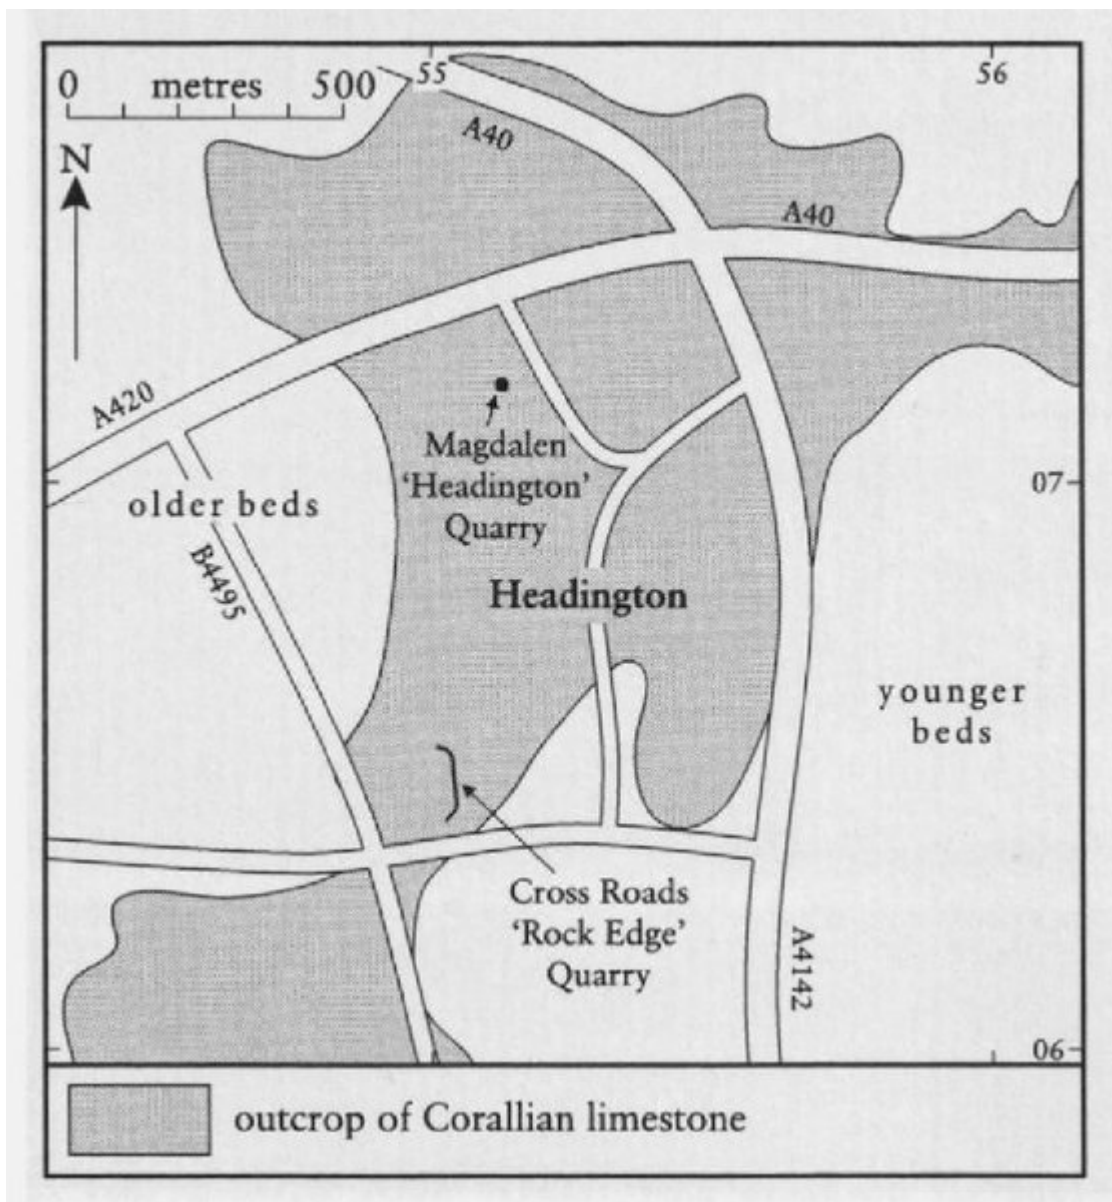 0 metres 500
55
56
A40
N
A40
A420
Magdalen
'Headington'
Quarry
07
older beds
B4495
Headington
younger
beds
Cross Roads
'Rock Edge'
Quarry
A4142
06
outcrop of Corallian limestone